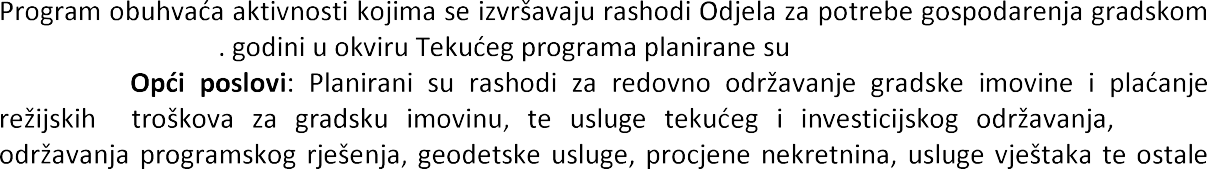 Program obuhvaća aktivnosti kojima se izvršavaju rashodi Odjela za potrebe gospodarenja gradskom
. godini u okviru Tekućeg programa planirane su
Opći poslovi: Planirani su rashodi za redovno održavanje gradske imovine i plaćanje
režijskih troškova za gradsku imovinu, te usluge tekućeg i investicijskog održavanja,
održavanja programskog rješenja, geodetske usluge, procjene nekretnina, usluge vještaka te ostale